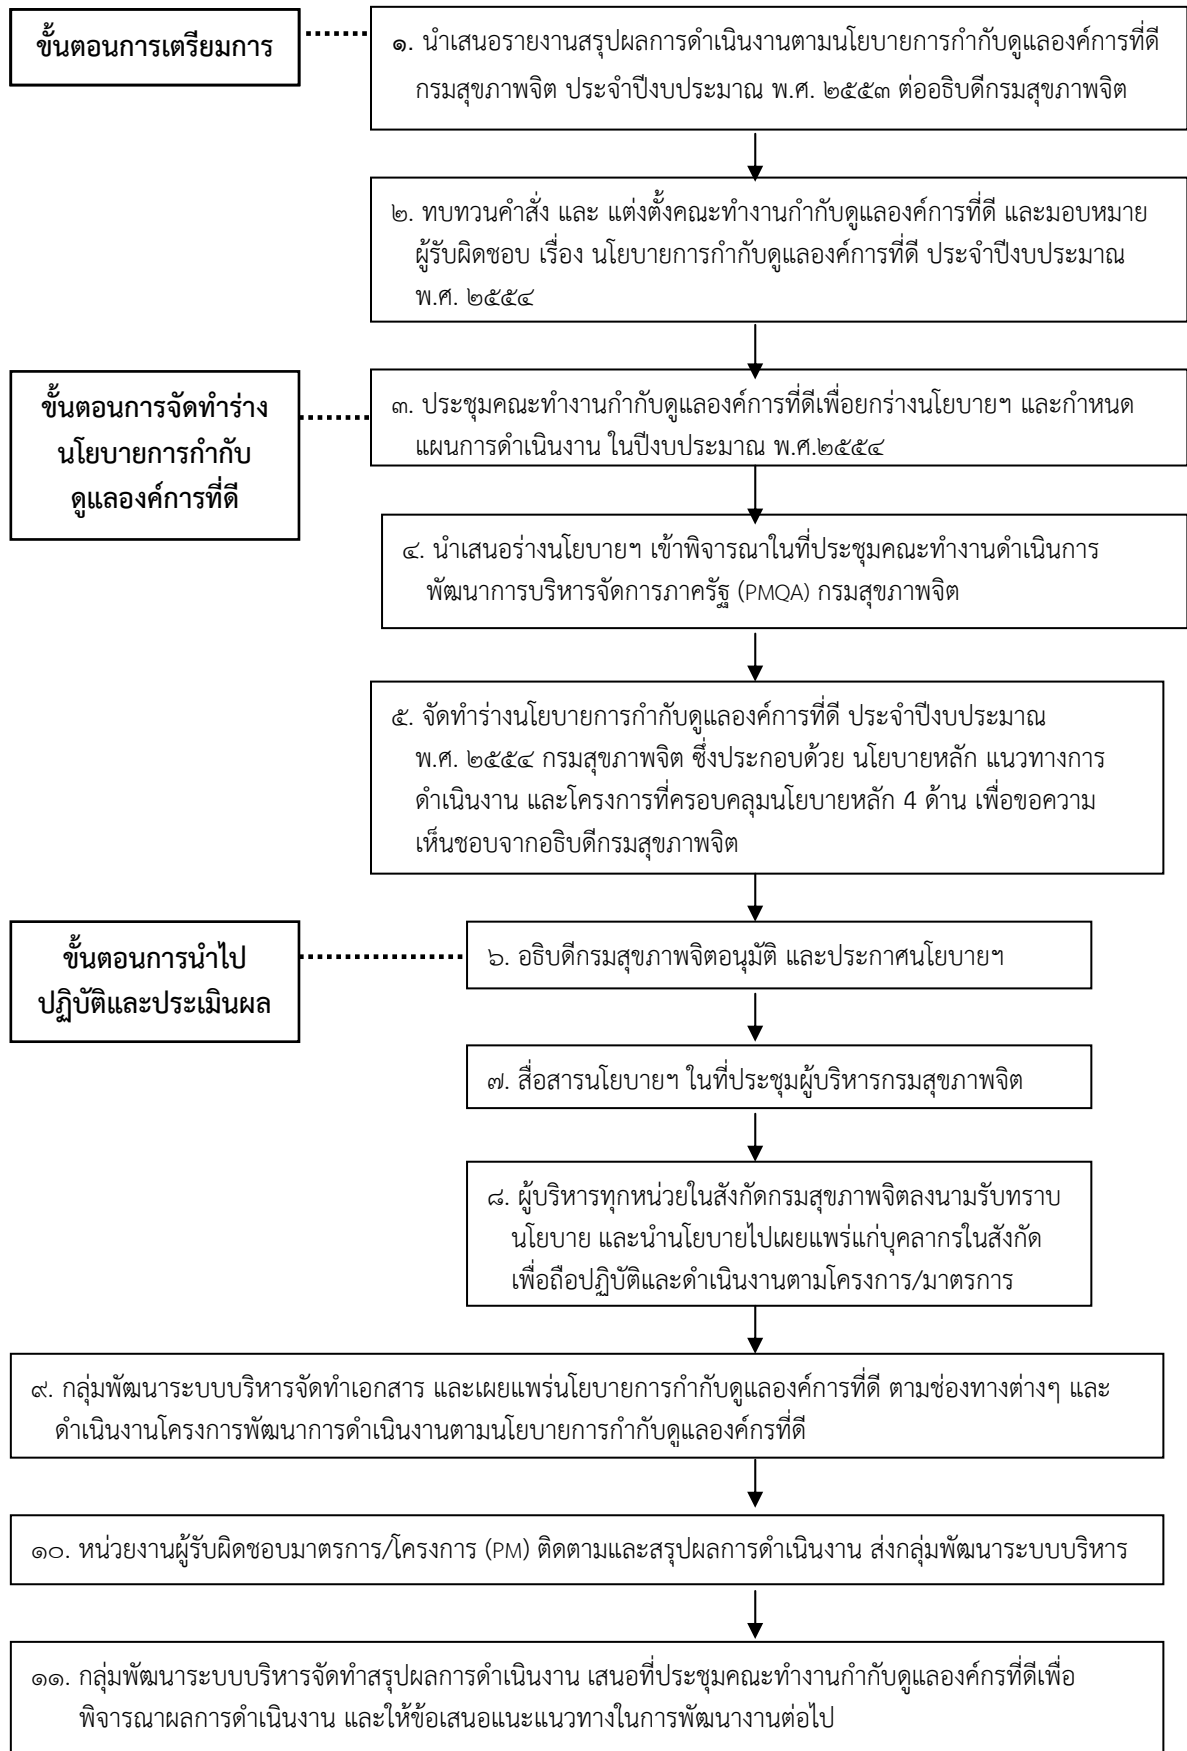 ขั้นตอนการเตรียมการ
๑. นำเสนอรายงานสรุปผลการดำเนินงานตามนโยบายการกำกับดูแลองค์การที่ดี
กรมสุขภาพจิต ประจำปีงบประมาณ พ.ศ. ๒๕๕๓ ต่ออธิบดีกรมสุขภาพจิต
๒. ทบทวนคำสั่ง และ แต่งตั้งคณะทำงานกำกับดูแลองค์การที่ดี และมอบหมาย
ผู้รับผิดชอบ เรื่อง นโยบายการกำกับดูแลองค์การที่ดี ประจำปีงบประมาณ
พ.ศ. ๒๕๕๔
ขั้นตอนการจัดทำร่าง
นโยบายการกำกับ
ดูแลองค์การที่ดี
๓. ประชุมคณะทำงานกำกับดูแลองค์การที่ดีเพื่อยกร่างนโยบายฯ และกำหนด
แผนการดำเนินงาน ในปีงบประมาณ พ.ศ.๒๕๕๔
๔. นำเสนอร่างนโยบายฯ เข้าพิจารณาในที่ประชุมคณะทำงานดำเนินการ
พัฒนาการบริหารจัดการภาครัฐ (PMQA) กรมสุขภาพจิต
๕. จัดทำร่างนโยบายการกำกับดูแลองค์การที่ดี ประจำปีงบประมาณ
พ.ศ. ๒๕๕๔ กรมสุขภาพจิต ซึ่งประกอบด้วย นโยบายหลัก แนวทางการ
ดำเนินงาน และโครงการที่ครอบคลุมนโยบายหลัก 4 ด้าน เพื่อขอความ
เห็นชอบจากอธิบดีกรมสุขภาพจิต
ขั้นตอนการนำไป
ปฏิบัติและประเมินผล
๖. อธิบดีกรมสุขภาพจิตอนุมัติ และประกาศนโยบายฯ
๗. สื่อสารนโยบายฯ ในที่ประชุมผู้บริหารกรมสุขภาพจิต
๘. ผู้บริหารทุกหน่วยในสังกัดกรมสุขภาพจิตลงนามรับทราบ
นโยบาย และนำนโยบายไปเผยแพร่แก่บุคลากรในสังกัด
เพื่อถือปฏิบัติและดำเนินงานตามโครงการ/มาตรการ
๙. กลุ่มพัฒนาระบบบริหารจัดทำเอกสาร และเผยแพร่นโยบายการกำกับดูแลองค์การที่ดี ตามช่องทางต่างๆ และ
ดำเนินงานโครงการพัฒนาการดำเนินงานตามนโยบายการกำกับดูแลองค์กรที่ดี
๑๐. หน่วยงานผู้รับผิดชอบมาตรการ/โครงการ (PM) ติดตามและสรุปผลการดำเนินงาน ส่งกลุ่มพัฒนาระบบบริหาร
๑๑. กลุ่มพัฒนาระบบบริหารจัดทำสรุปผลการดำเนินงาน เสนอที่ประชุมคณะทำงานกำกับดูแลองค์กรที่ดีเพื่อ
พิจารณาผลการดำเนินงาน และให้ข้อเสนอแนะแนวทางในการพัฒนางานต่อไป